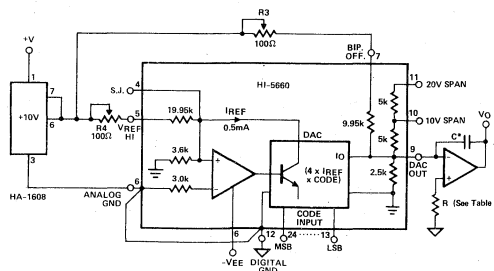 R3
100Ω
+V
1
7
6
+10V
3
HA-1608
R4
100Ω
S.J. 4
VREF HI
5
19.95k
IREF
0.5mA
HI-5660
BIP. OFF.
7
9.95k
5k
11
20V SPAN
5k
10
10V SPAN
3.6k
3.0k
+
−
DAC
(4 x IREF x CODE)
IO
2.5k
9
DAC OUT
C*
−
+
VO
R (See Table
ANALOG GND
6
6
-VEE
12
DIGITAL GND
CODE INPUT
24
MSB
13
LSB